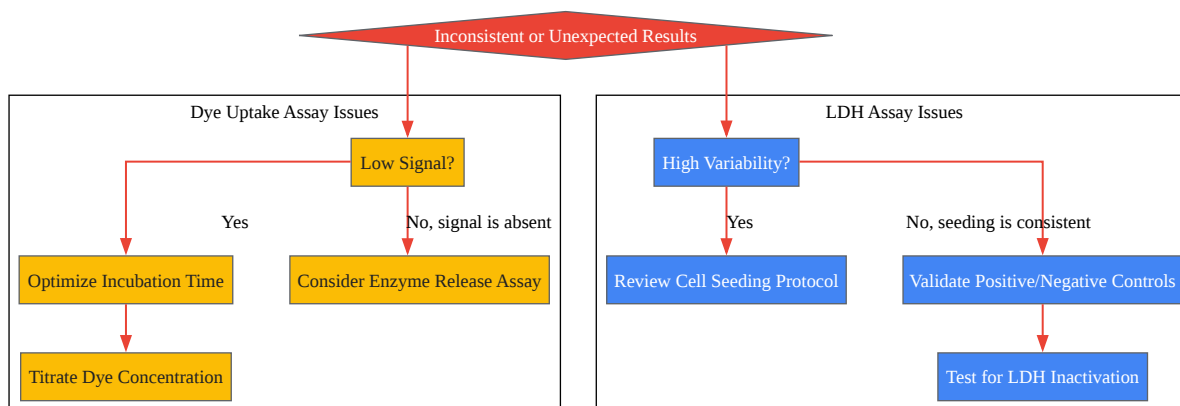 Inconsistent or Unexpected Results
Dye Uptake Assay Issues
LDH Assay Issues
Low Signal?
High Variability?
Yes
No, signal is absent
Yes
No, seeding is consistent
Optimize Incubation Time
Consider Enzyme Release Assay
Review Cell Seeding Protocol
Validate Positive/Negative Controls
Titrate Dye Concentration
Test for LDH Inactivation